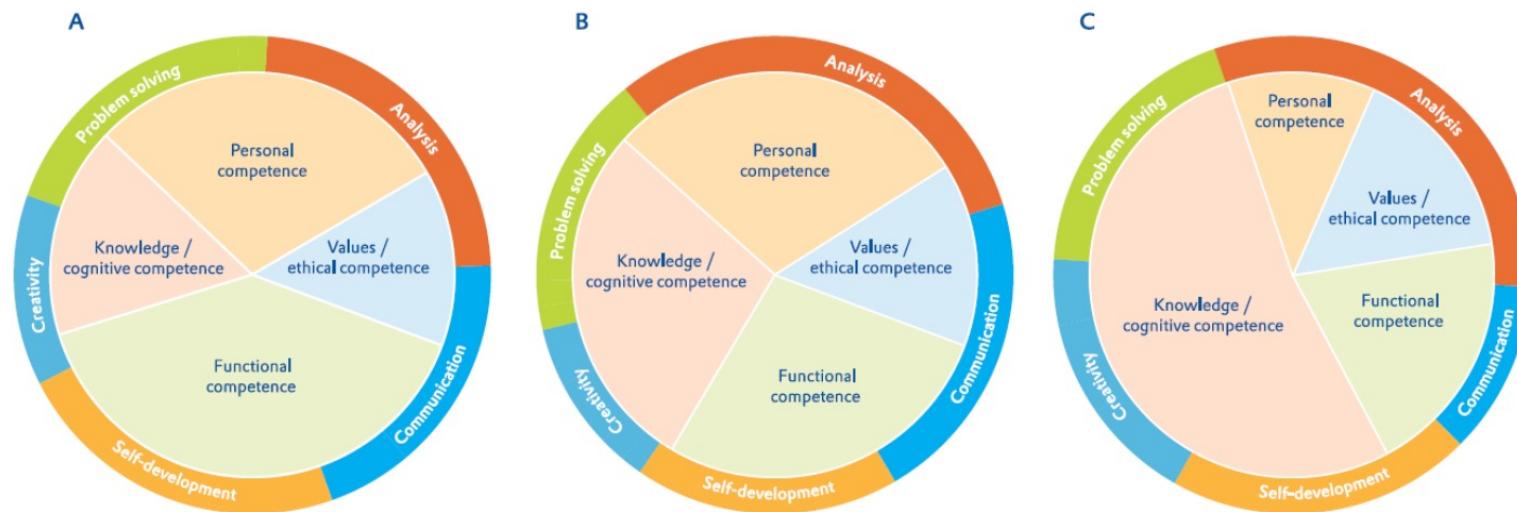 A
Problem solving
Analysis
Personal
competence
Knowledge /
cognitive competence
Values /
ethical competence
Creativity
Functional
competence
Communication
Self-development
B
Analysis
Problem solving
Personal
competence
Knowledge /
cognitive competence
Values /
ethical competence
Functional
competence
Creativity
Communication
Self-development
C
Problem solving
Analysis
Personal
competence
Values /
ethical competence
Knowledge /
cognitive competence
Functional
competence
Creativity
Communication
Self-development